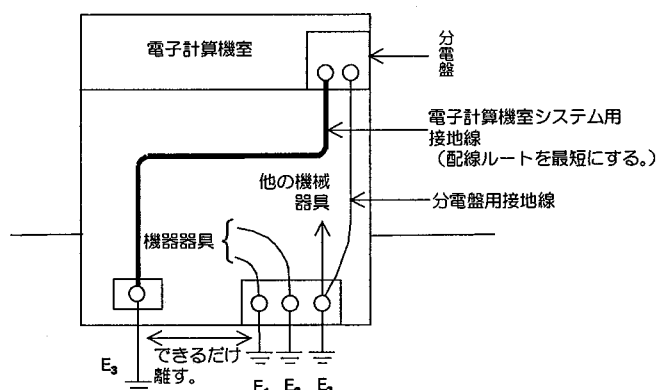 電子計算機室
分電盤
電子計算機室システム用
接地線
(配線ルートを最短にする。)
他の機械
器具
分電盤用接地線
機器器具
E₃
できるだけ
離す。
E₁ E₂ E₃